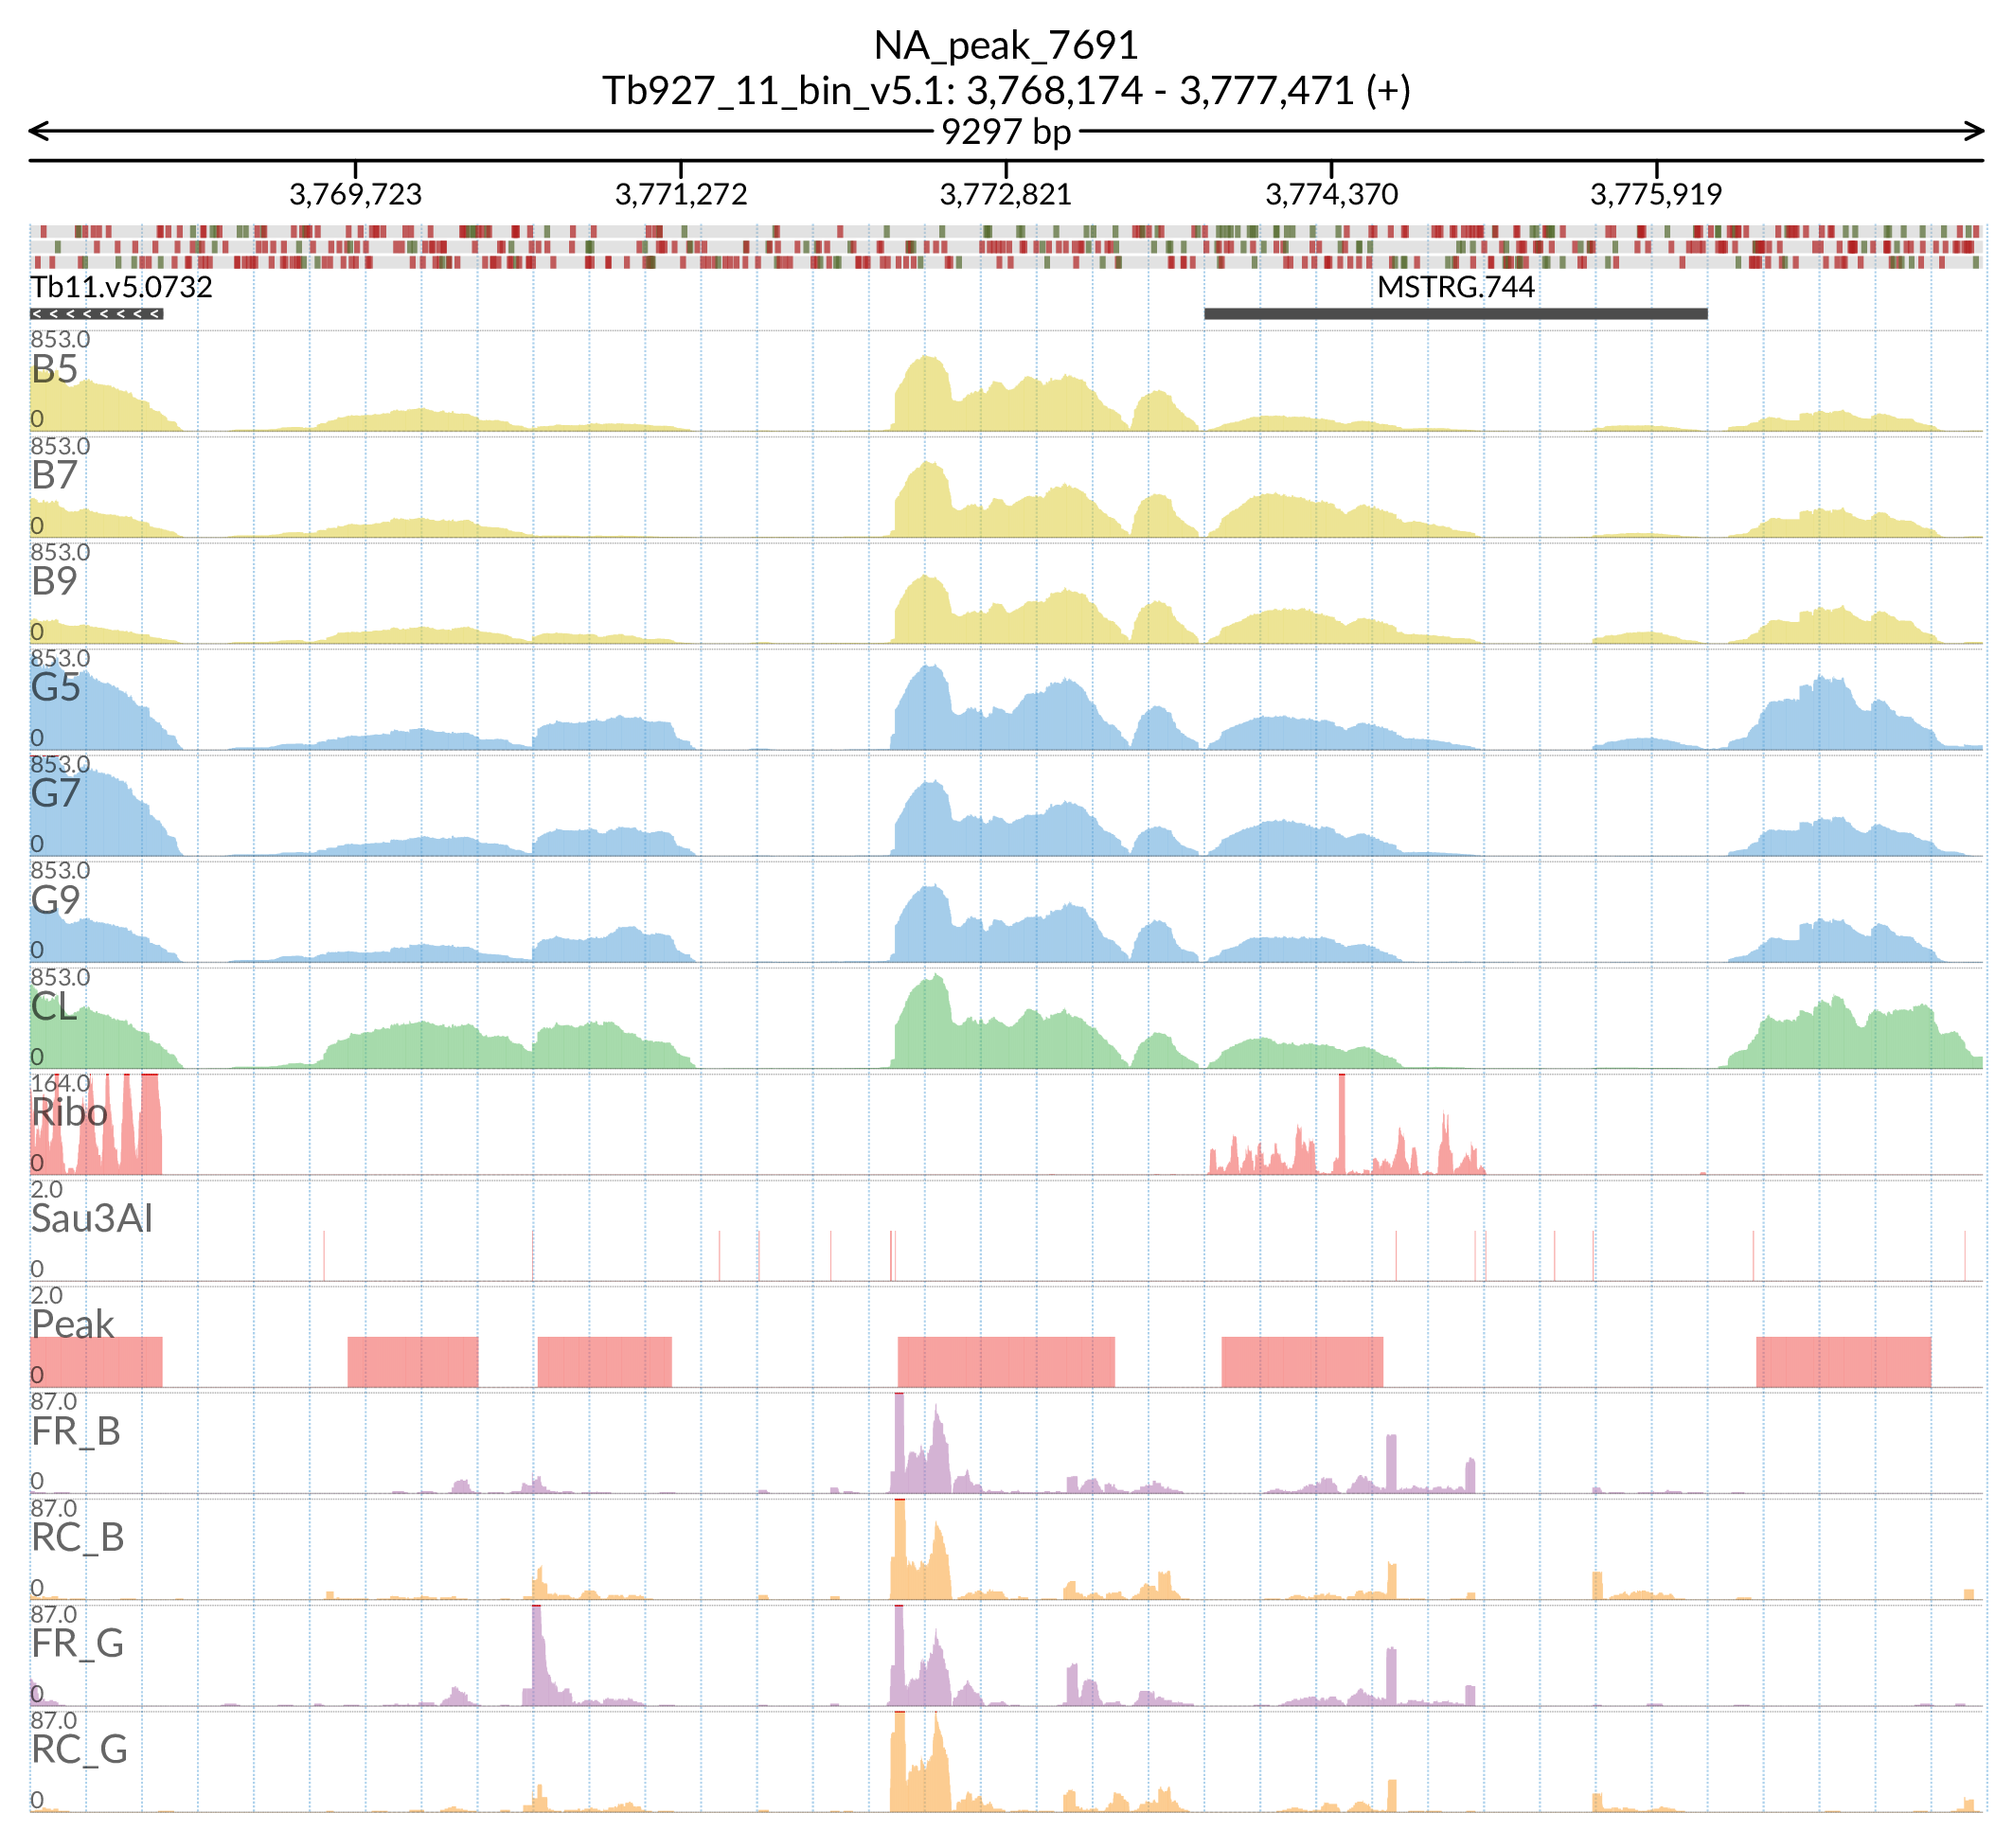 NA_peak_7691
Tb927_11_bin_v5.1: 3,768,174 - 3,777,471 (+)
9297 bp
3,769,723 3,771,272 3,772,821 3,774,370 3,775,919
Tb11.v5.0732 MSTRG.744
853.0
B5
0
853.0
B7
0
853.0
B9
0
853.0
G5
0
853.0
G7
0
853.0
G9
0
853.0
CL
0
164.0
Ribo
0
2.0
Sau3AI
0
2.0
Peak
0
87.0
FR_B
0
87.0
RC_B
0
87.0
FR_G
0
87.0
RC_G
0